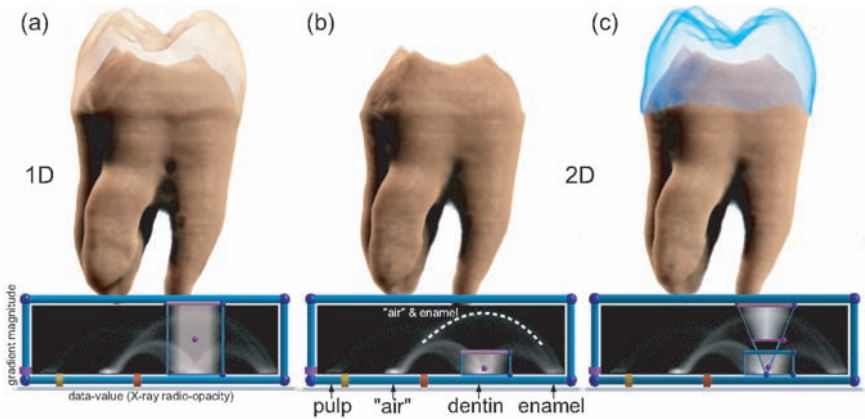 (a)
(b)
(c)
1D
2D
gradient magnitude
"air" & enamel
data-value (X-ray radio-opacity)
pulp "air" dentin enamel